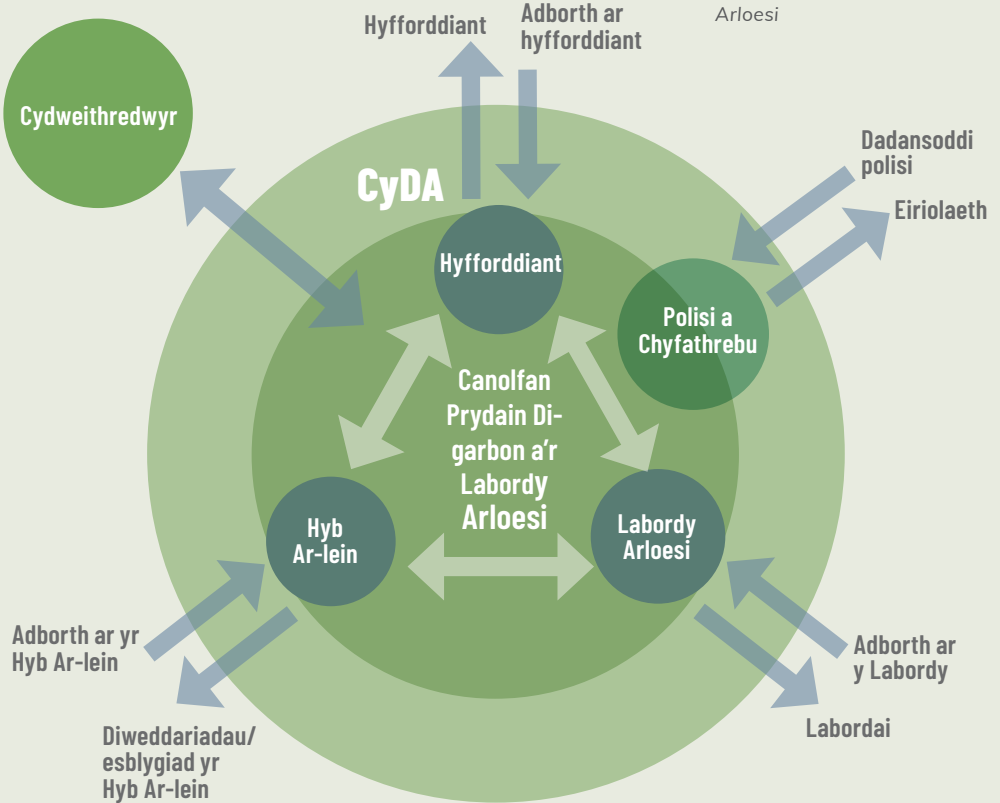 Hyfforddiant
Adborth ar
hyfforddiant
Arloesi
Cydweithredwyr
CyDA
Dadansoddi
polisi
Eiriolaeth
Hyfforddiant
Polisi a
Chyfathrebu
Canolfan
Prydain Di-
garbon a'r
Labordy
Arloesi
Hyb
Ar-lein
Labordy
Arloesi
Adborth ar yr
Hyb Ar-lein
Adborth ar
y Labordy
Diweddariadau/
esblygiad yr
Hyb Ar-lein
Labordai